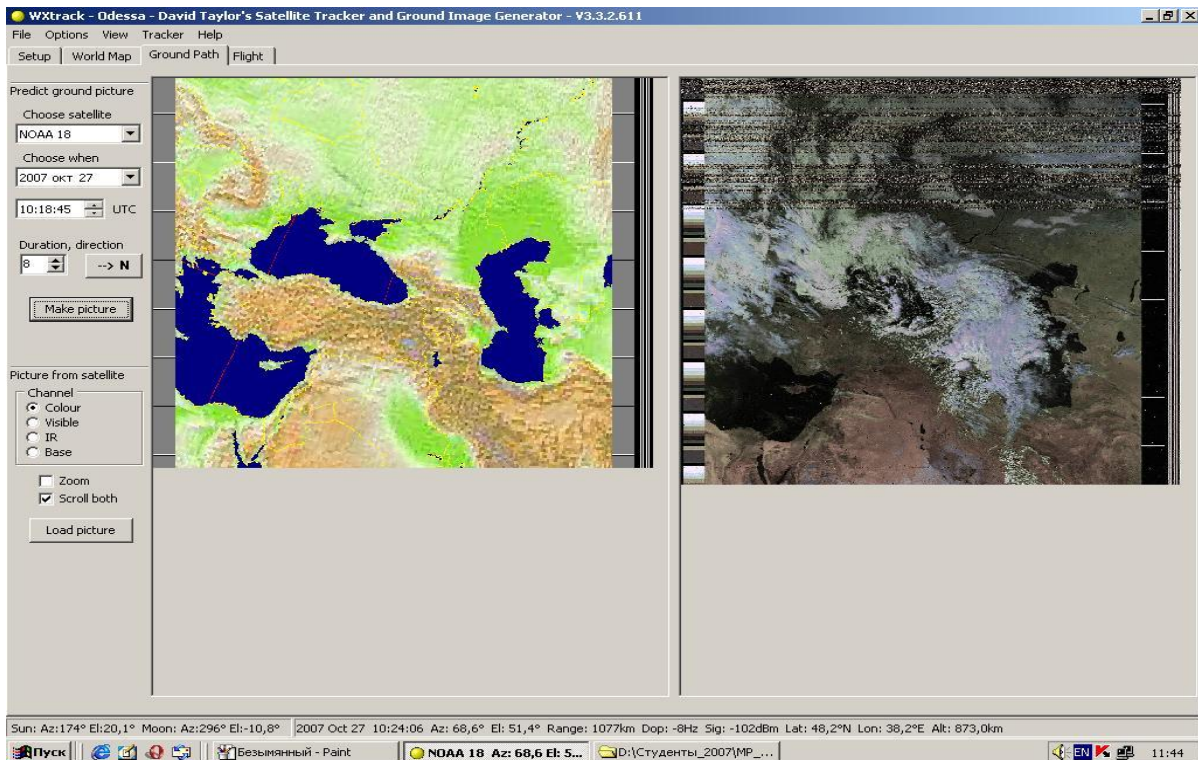 WXtrack - Odessa - David Taylor's Satellite Tracker and Ground Image Generator - V3.3.2.611
File Options View Tracker Help
Setup World Map Ground Path Flight
Predict ground picture
Choose satellite
NOAA 18
Choose when
2007 окт 27
10:18:45 UTC
Duration, direction
8 --> N
Make picture
Picture from satellite
Channel
Colour
Visible
IR
Base
Zoom
Scroll both
Load picture
Sun: Az:174° El:20,1° Moon: Az:296° El:-10,8° 2007 Oct 27 10:24:06 Az: 68,6° El: 51,4° Range: 1077km Dop: -8Hz Sig: -102dBm Lat: 48,2°N Lon: 38,2°E Alt: 873,0km
Пуск Безымянный - Paint NOAA 18 Az: 68,6 El: 5... D:\Студенты_2007\MP_... EN K 11:44